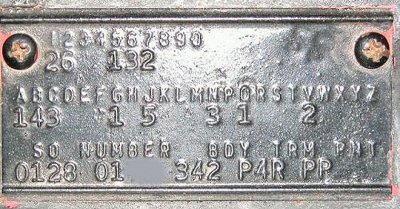 1234567890
26 132
ABCDEFGHJKLMNPQRSTVWXYZ
143 1 5 3 1 2
SO NUMBER BDY TRM PNT
0128 01 342 P4R PP